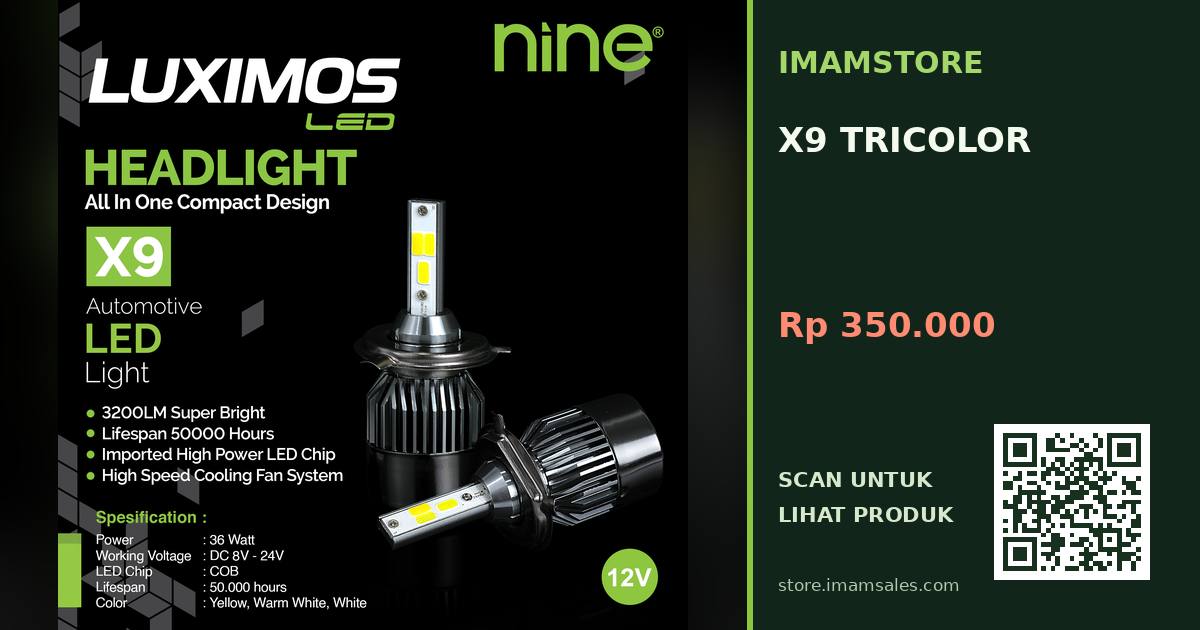 nine®
LUXIMOS
LED
HEADLIGHT
All In One Compact Design
X9
Automotive
LED
Light
3200LM Super Bright
Lifespan 50000 Hours
Imported High Power LED Chip
High Speed Cooling Fan System
Spesification :
Power : 36 Watt
Working Voltage : DC 8V - 24V
LED Chip : COB
Lifespan : 50.000 hours
Color : Yellow, Warm White, White
12V
IMAMSTORE
X9 TRICOLOR
Rp 350.000
SCAN UNTUK
LIHAT PRODUK
store.imamsales.com